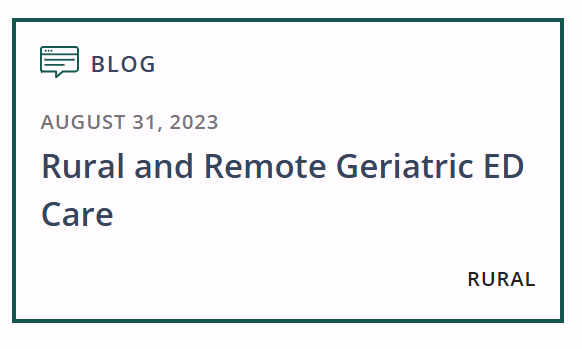 BLOG
AUGUST 31, 2023
Rural and Remote Geriatric ED
Care
RURAL